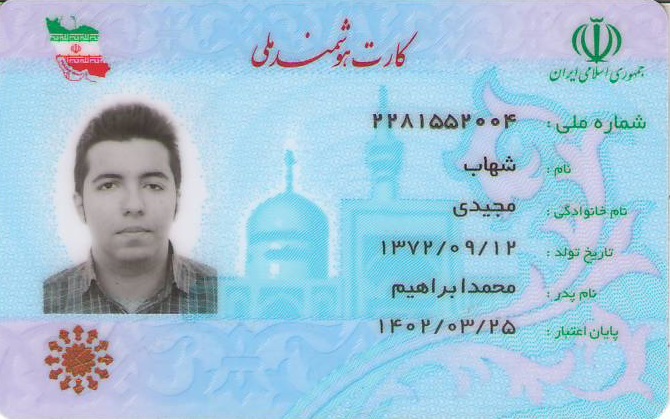 جمهوری اسلامی ایران
کارت هوشمند ملی
شماره ملی : ۲۲۸۱۵۵۲۰۰۴
نام : شهاب
نام خانوادگی : مجیدی
تاریخ تولد : ۱۳۷۲/۰۹/۱۲
نام پدر : محمدابراهیم
پایان اعتبار : ۱۴۰۲/۰۳/۲۵